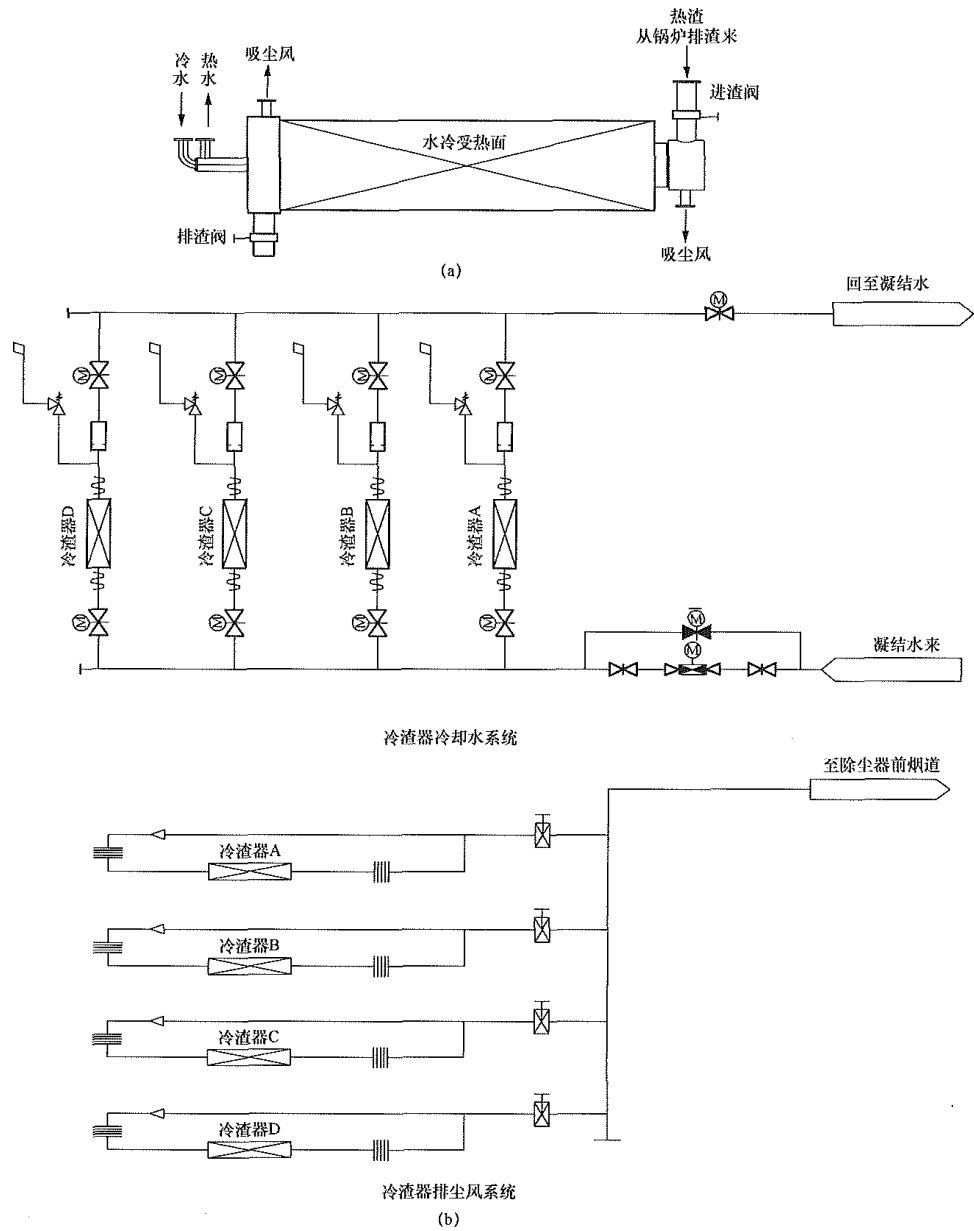 热渣
从锅炉排渣来
吸尘风
冷水
热水
进渣阀
水冷受热面
排渣阀
吸尘风
(a)
回至凝结水
M
M
M
M
M
冷渣器D
冷渣器C
冷渣器B
冷渣器A
M
M
M
M
M
M
凝结水来
冷渣器冷却水系统
至除尘器前烟道
冷渣器A
冷渣器B
冷渣器C
冷渣器D
冷渣器排尘风系统
(b)